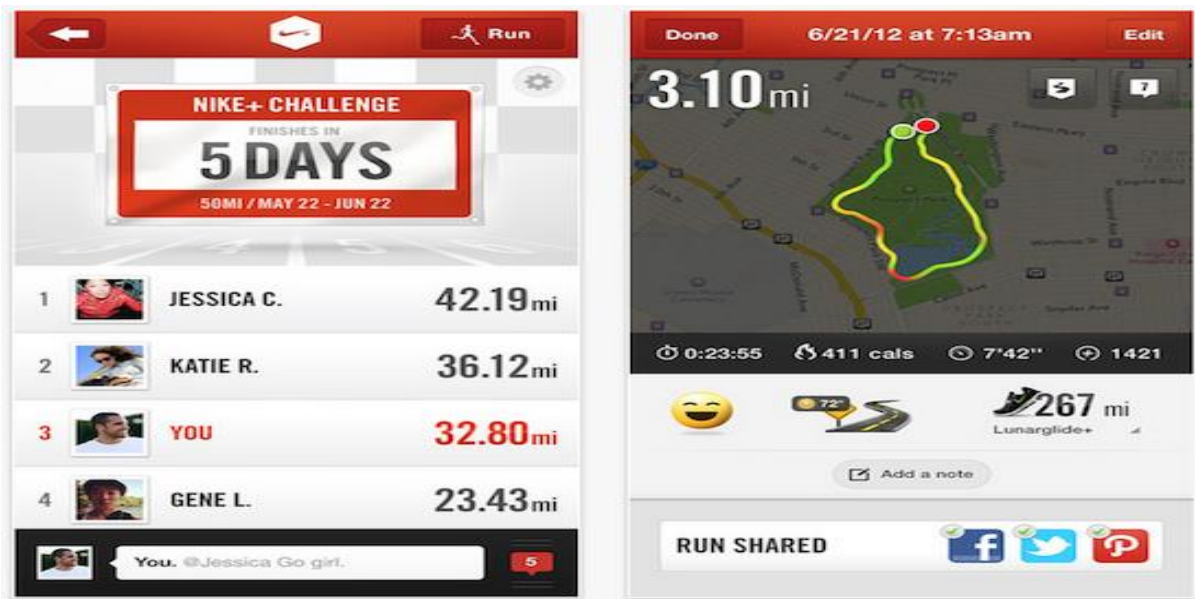 Run
NIKE+ CHALLENGE
FINISHES IN
5 DAYS
50MI / MAY 22 - JUN 22
1 JESSICA C. 42.19mi
2 KATIE R. 36.12mi
3 YOU 32.80mi
4 GENE L. 23.43mi
You. @Jessica Go girl. 5
Done 6/21/12 at 7:13am Edit
3.10mi
7
0:23:55 411 cals 7'42" 1421
72°
267 mi
Lunarglide+
Add a note
RUN SHARED